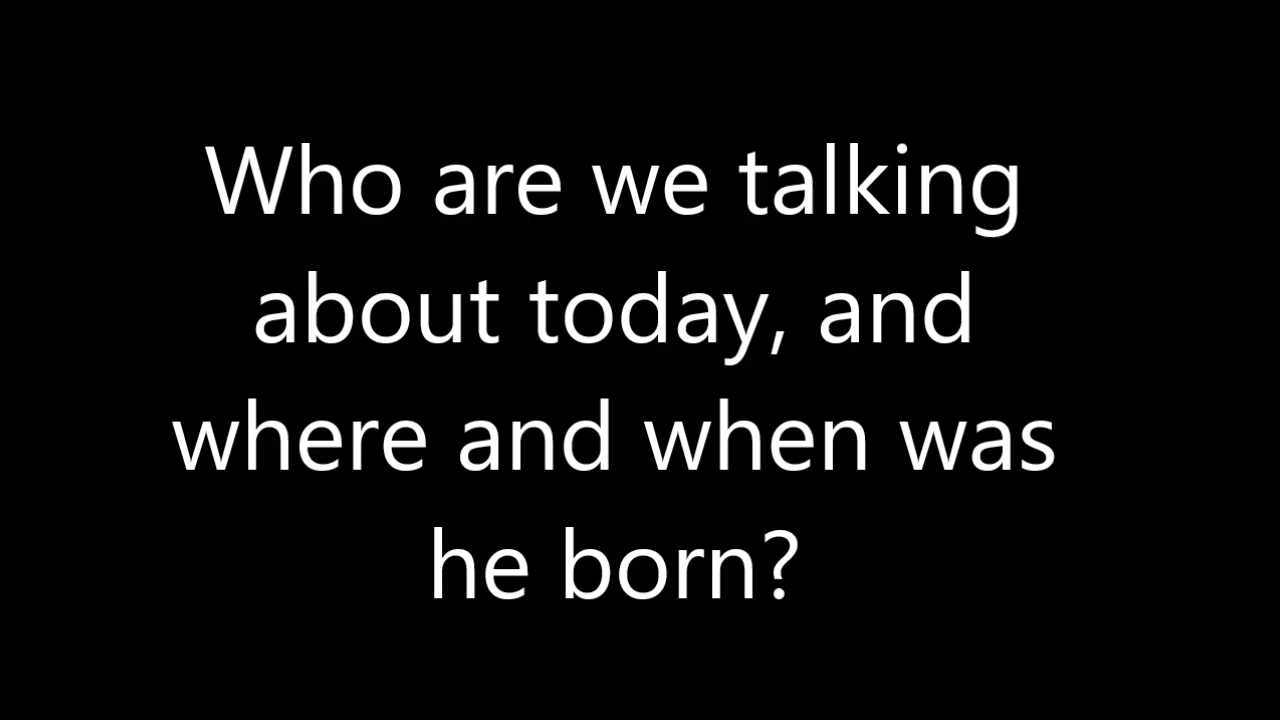 Who are we talking
about today, and
where and when was
he born?